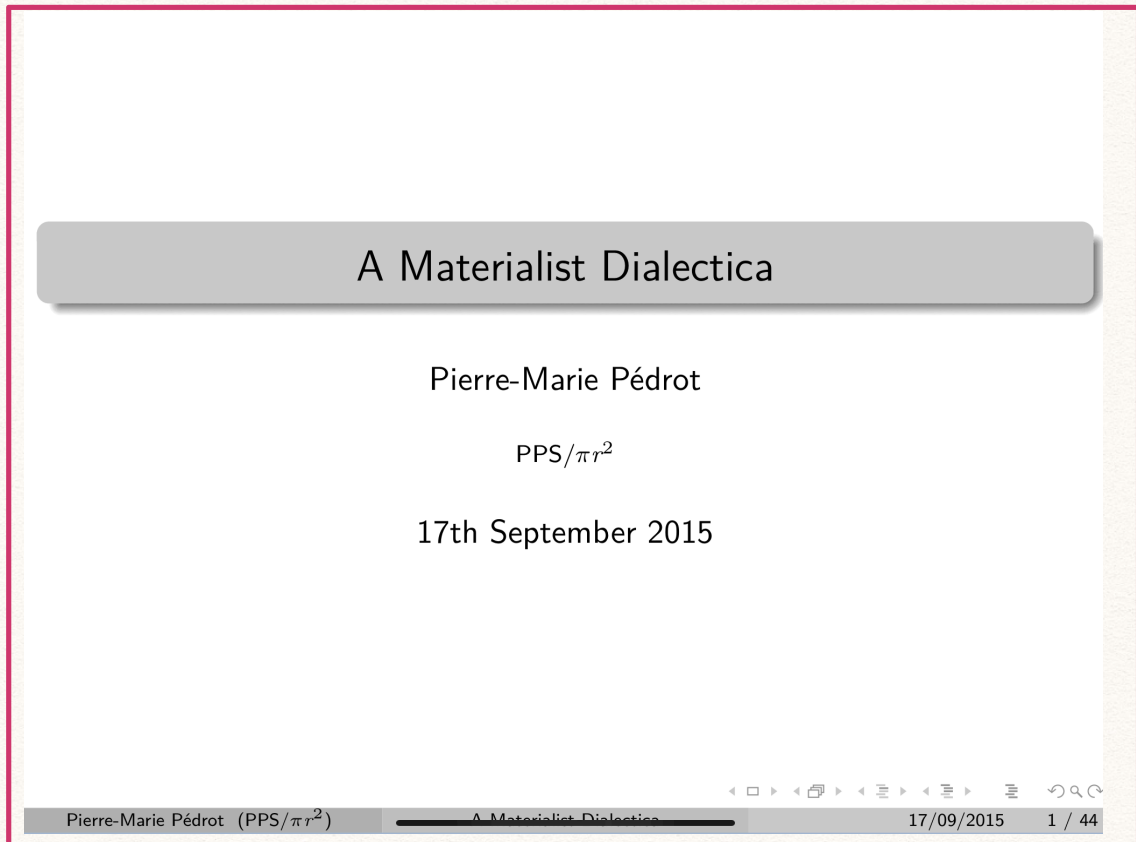 A Materialist Dialectica
Pierre-Marie Pédrot
PPS/πr²
17th September 2015
Pierre-Marie Pédrot (PPS/πr²) A Materialist Dialectica 17/09/2015 1 / 44